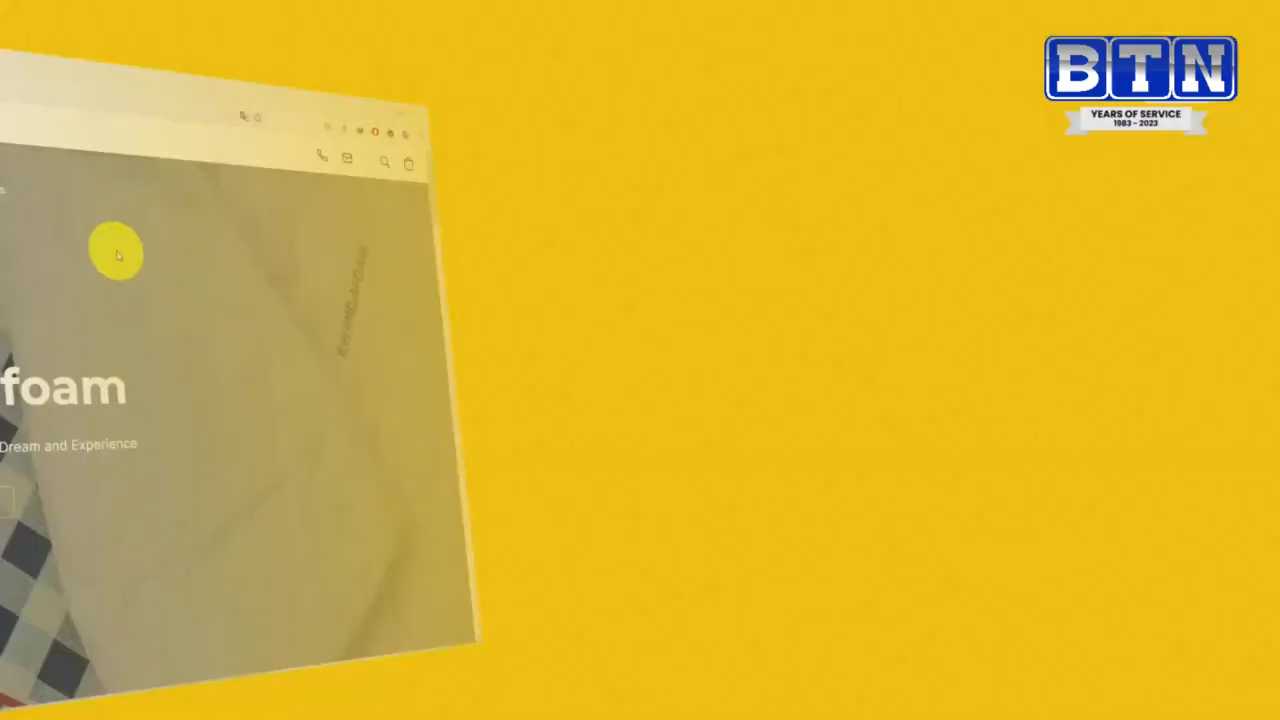 BTN
YEARS OF SERVICE
1983 - 2023
foam
Dream and Experience